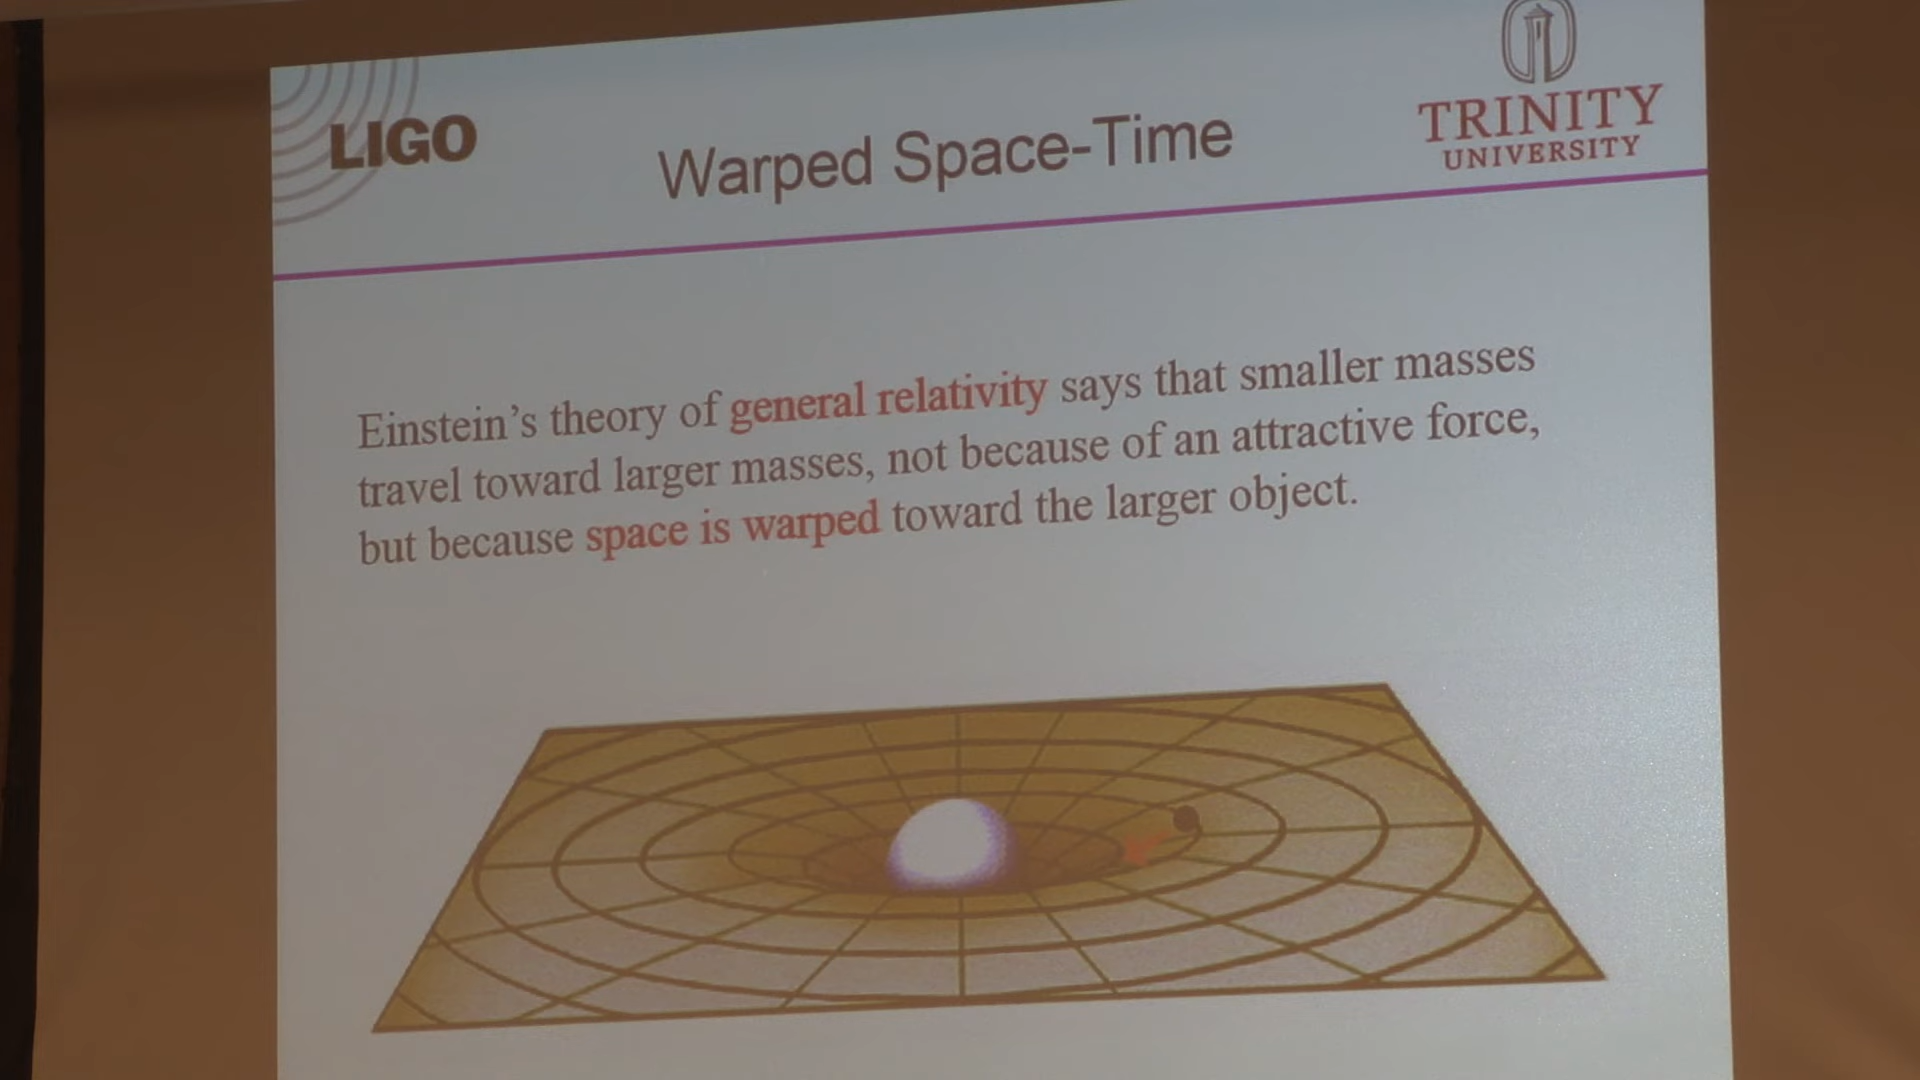 LIGO
Warped Space-Time
TRINITY
UNIVERSITY
Einstein’s theory of general relativity says that smaller masses
travel toward larger masses, not because of an attractive force,
but because space is warped toward the larger object.